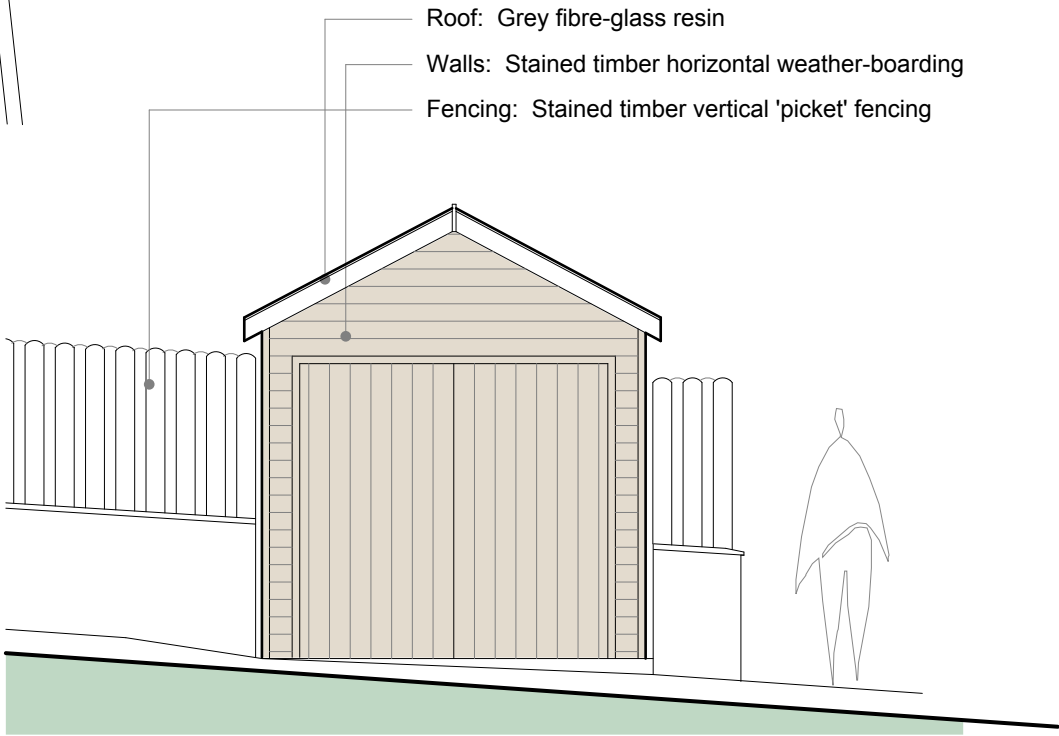 Roof:  Grey fibre-glass resin
Walls:  Stained timber horizontal weather-boarding
Fencing:  Stained timber vertical 'picket' fencing